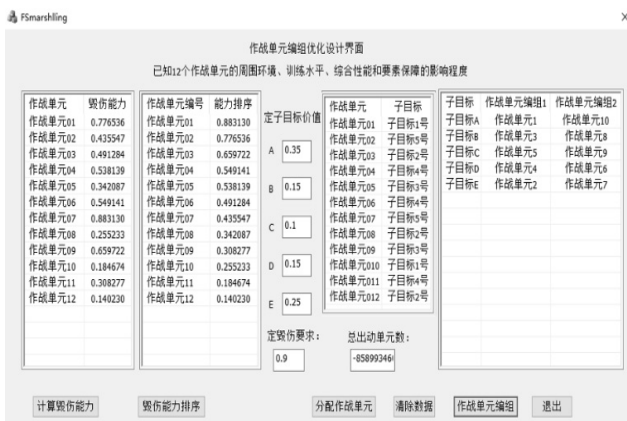 FSmarshlling
X
作战单元编组优化设计界面
已知12个作战单元的周围环境、训练水平、综合性能和要素保障的影响程度
作战单元 毁伤能力
作战单元01 0.776536
作战单元02 0.435547
作战单元03 0.491284
作战单元04 0.538139
作战单元05 0.342087
作战单元06 0.549141
作战单元07 0.883130
作战单元08 0.255233
作战单元09 0.659722
作战单元10 0.184674
作战单元11 0.308277
作战单元12 0.140230
作战单元编号 能力排序
作战单元01 0.883130
作战单元02 0.776536
作战单元03 0.659722
作战单元04 0.549141
作战单元05 0.538139
作战单元06 0.491284
作战单元07 0.435547
作战单元08 0.342087
作战单元09 0.308277
作战单元10 0.255233
作战单元11 0.184674
作战单元12 0.140230
定子目标价值
A 0.35
B 0.15
C 0.1
D 0.15
E 0.25
作战单元 子目标
作战单元01 子目标1号
作战单元02 子目标5号
作战单元03 子目标2号
作战单元04 子目标4号
作战单元05 子目标3号
作战单元06 子目标4号
作战单元07 子目标5号
作战单元08 子目标2号
作战单元09 子目标3号
作战单元010 子目标1号
作战单元011 子目标4号
作战单元012 子目标2号
子目标 作战单元编组1 作战单元编组2
子目标A 作战单元1 作战单元10
子目标B 作战单元3 作战单元8
子目标C 作战单元5 作战单元9
子目标D 作战单元4 作战单元6
子目标E 作战单元2 作战单元7
定毁伤要求： 总出动单元数：
0.9 -85899346
计算毁伤能力 毁伤能力排序 分配作战单元 清除数据 作战单元编组 退出